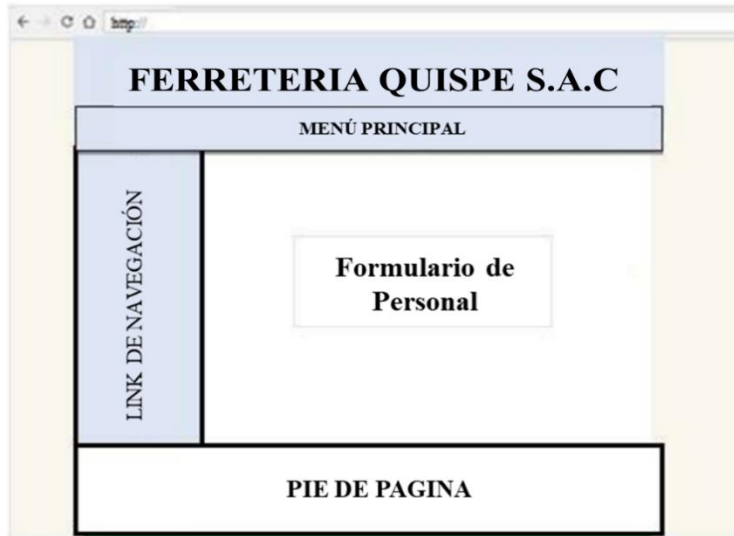 http://
FERRETERIA QUISPE S.A.C
MENÚ PRINCIPAL
LINK DE NAVEGACIÓN
Formulario de
Personal
PIE DE PAGINA